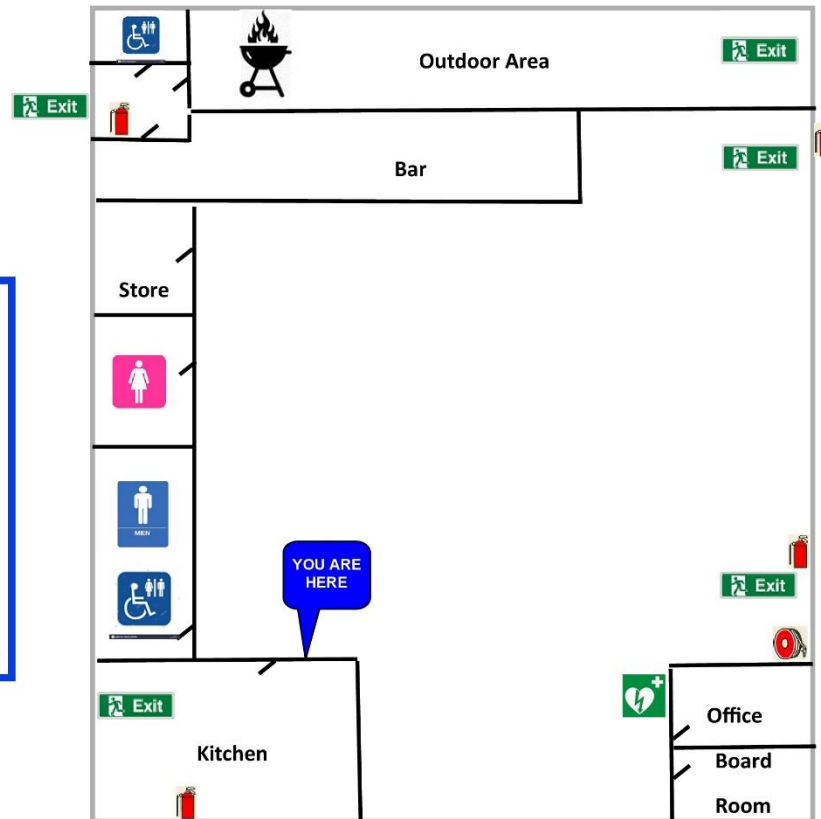 Outdoor Area
Exit
Exit
Bar
Exit
Store
MEN
YOU ARE
HERE
Exit
Exit
Office
Kitchen
Board
Room